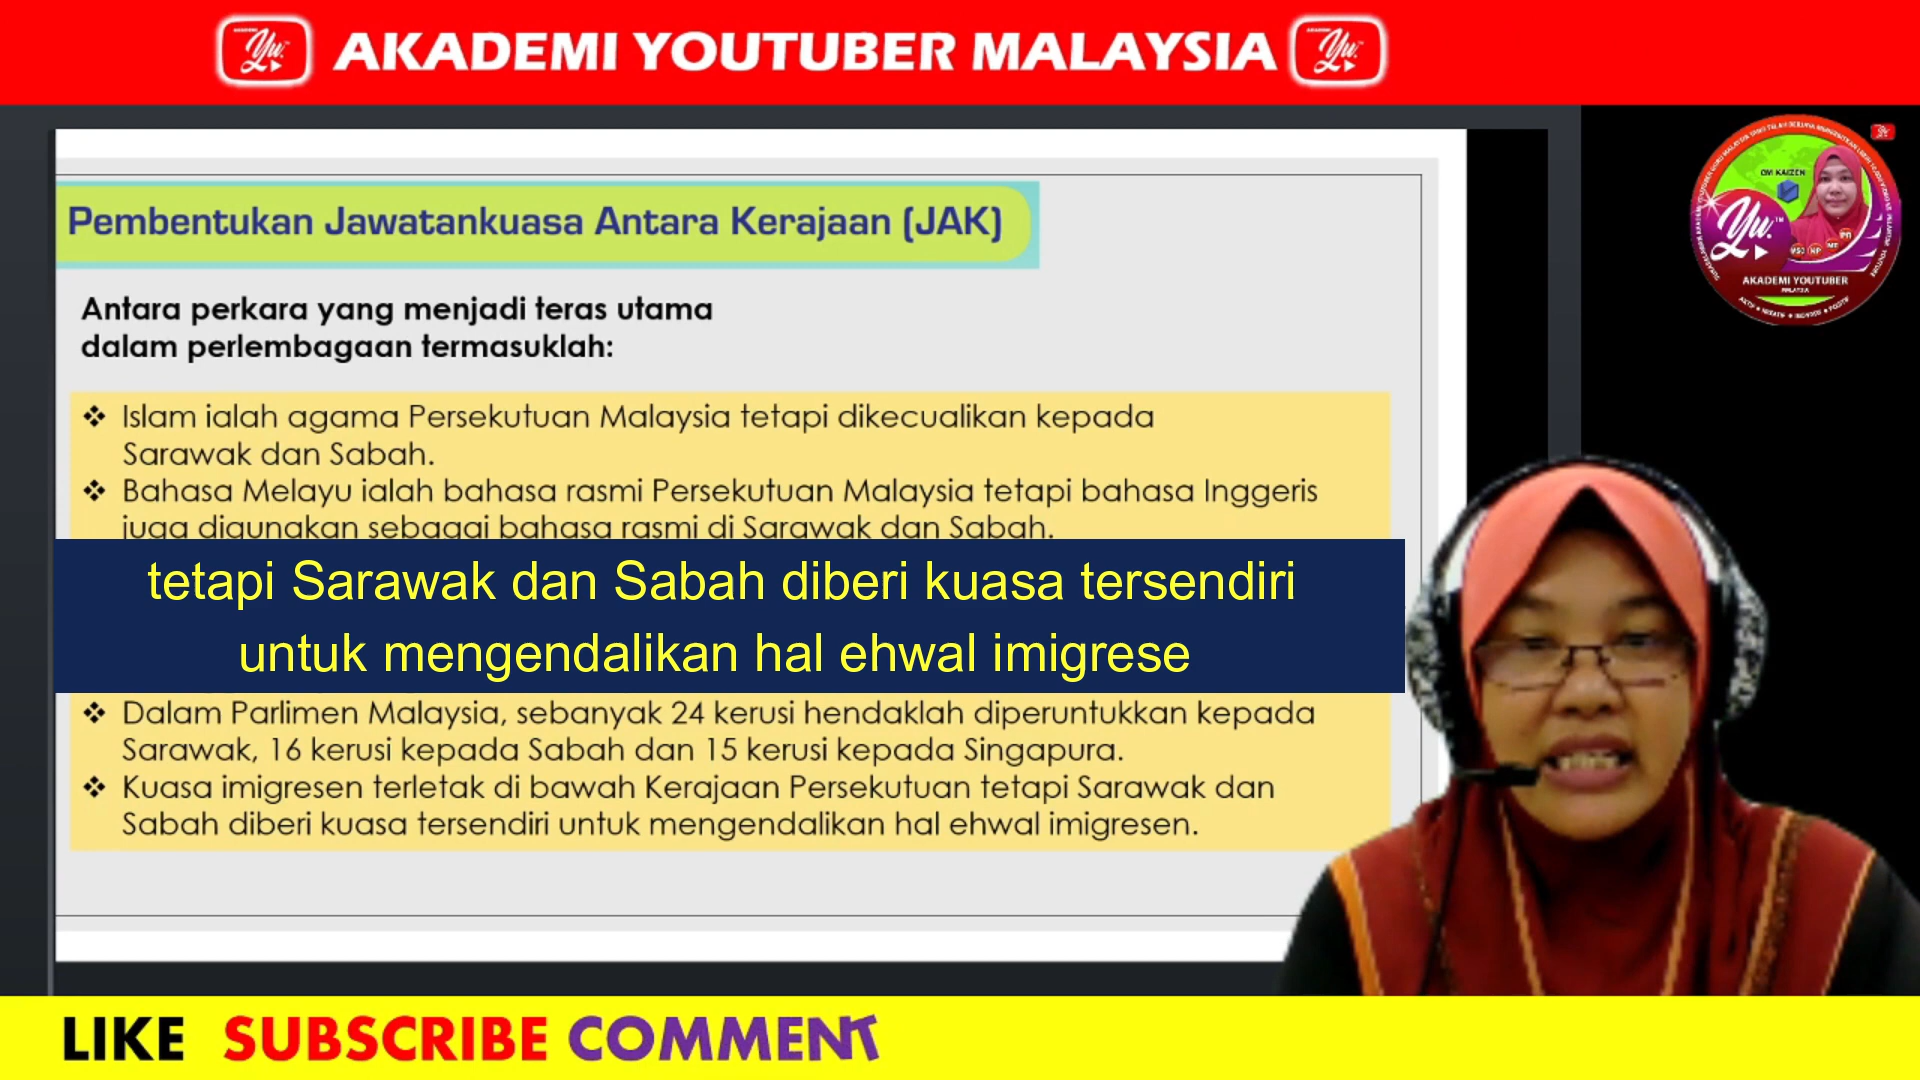 AKADEMI YOUTUBER MALAYSIA
Pembentukan Jawatankuasa Antara Kerajaan (JAK)
Antara perkara yang menjadi teras utama
dalam perlembagaan termasuklah:
❖ Islam ialah agama Persekutuan Malaysia tetapi dikecualikan kepada
Sarawak dan Sabah.
❖ Bahasa Melayu ialah bahasa rasmi Persekutuan Malaysia tetapi bahasa Inggeris
juga digunakan sebagai bahasa rasmi di Sarawak dan Sabah.
tetapi Sarawak dan Sabah diberi kuasa tersendiri
untuk mengendalikan hal ehwal imigrese
❖ Dalam Parlimen Malaysia, sebanyak 24 kerusi hendaklah diperuntukkan kepada
Sarawak, 16 kerusi kepada Sabah dan 15 kerusi kepada Singapura.
❖ Kuasa imigresen terletak di bawah Kerajaan Persekutuan tetapi Sarawak dan
Sabah diberi kuasa tersendiri untuk mengendalikan hal ehwal imigresen.
Yu.
AKADEMI YOUTUBER
MALAYSIA
LIKE SUBSCRIBE COMMENT